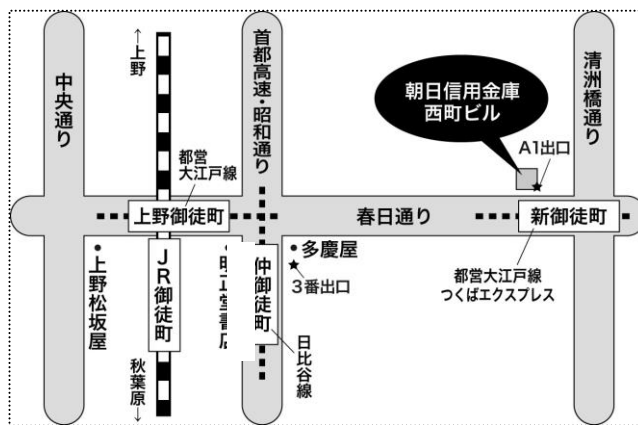 中央通り
↑上野
首都高速・昭和通り
朝日信用金庫
西町ビル
清洲橋通り
A1出口
都営
大江戸線
上野御徒町
春日通り
新御徒町
上野松坂屋
JR御徒町
仲御徒町
多慶屋
3番出口
都営大江戸線
つくばエクスプレス
日比谷線
秋葉原↓